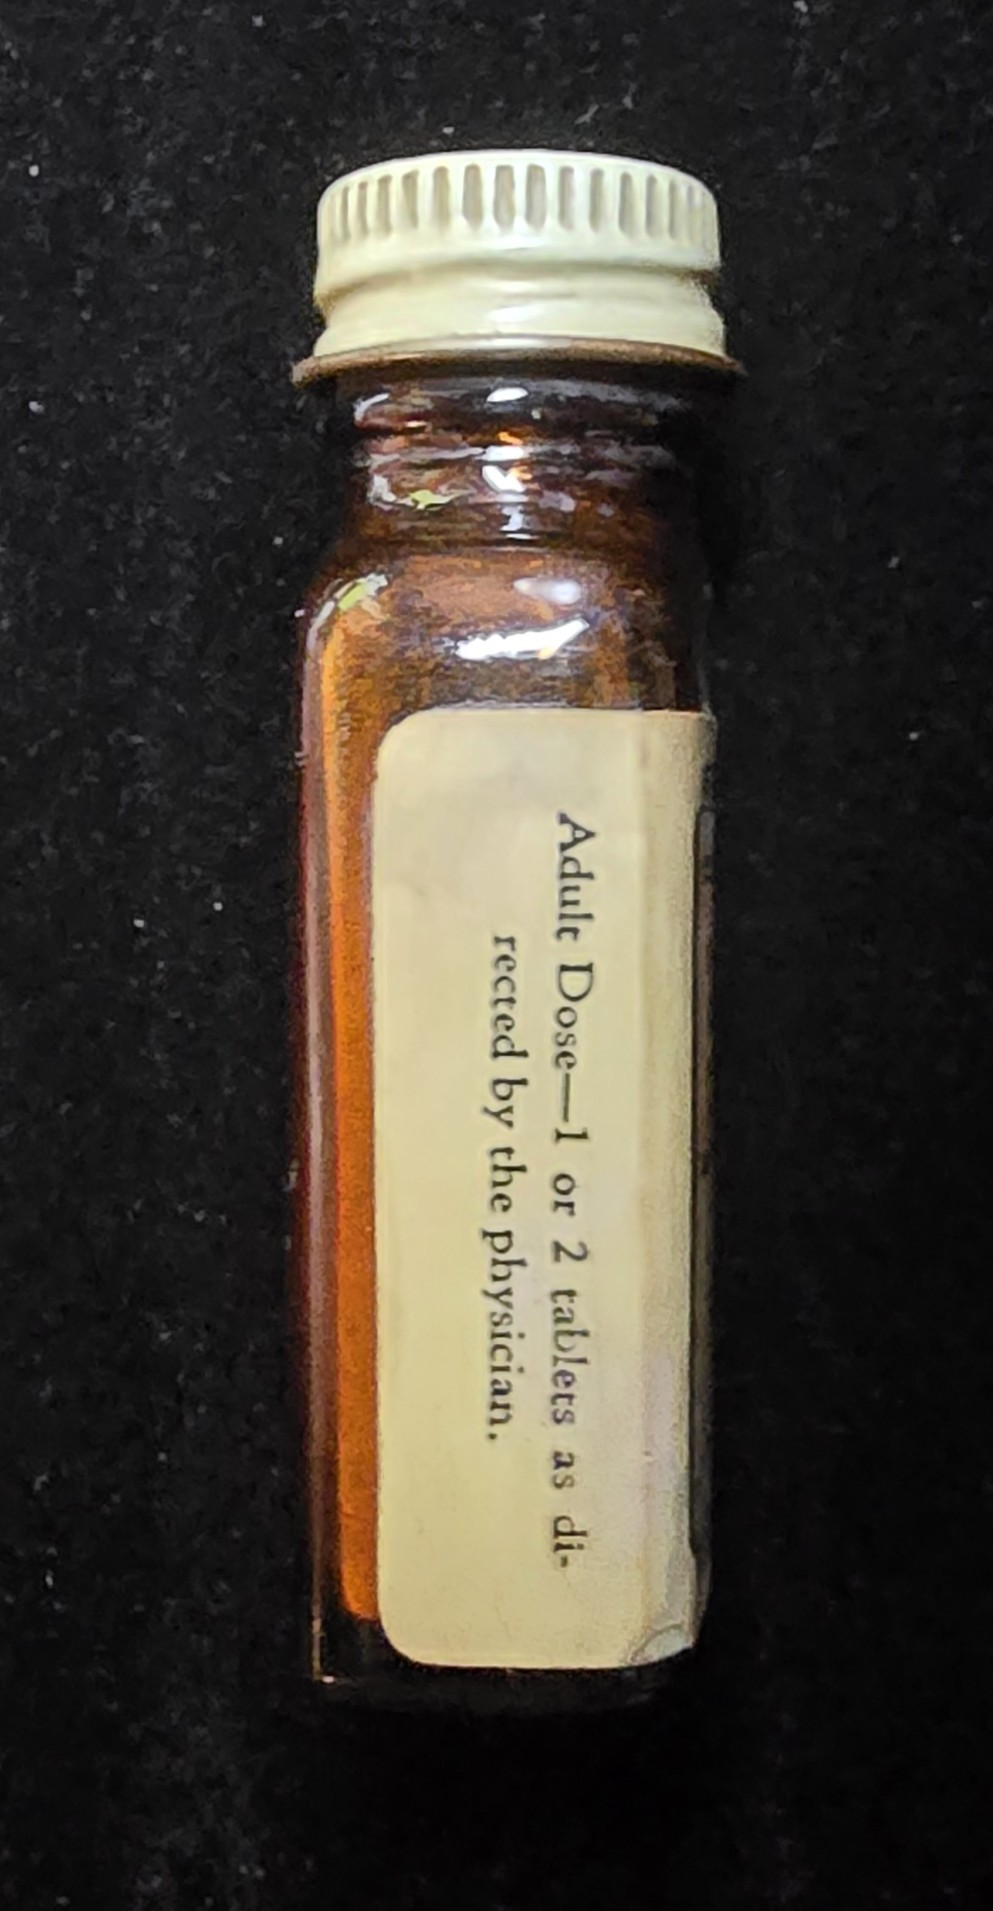 Adult Dose—1 or 2 tablets as di-
rected by the physician.